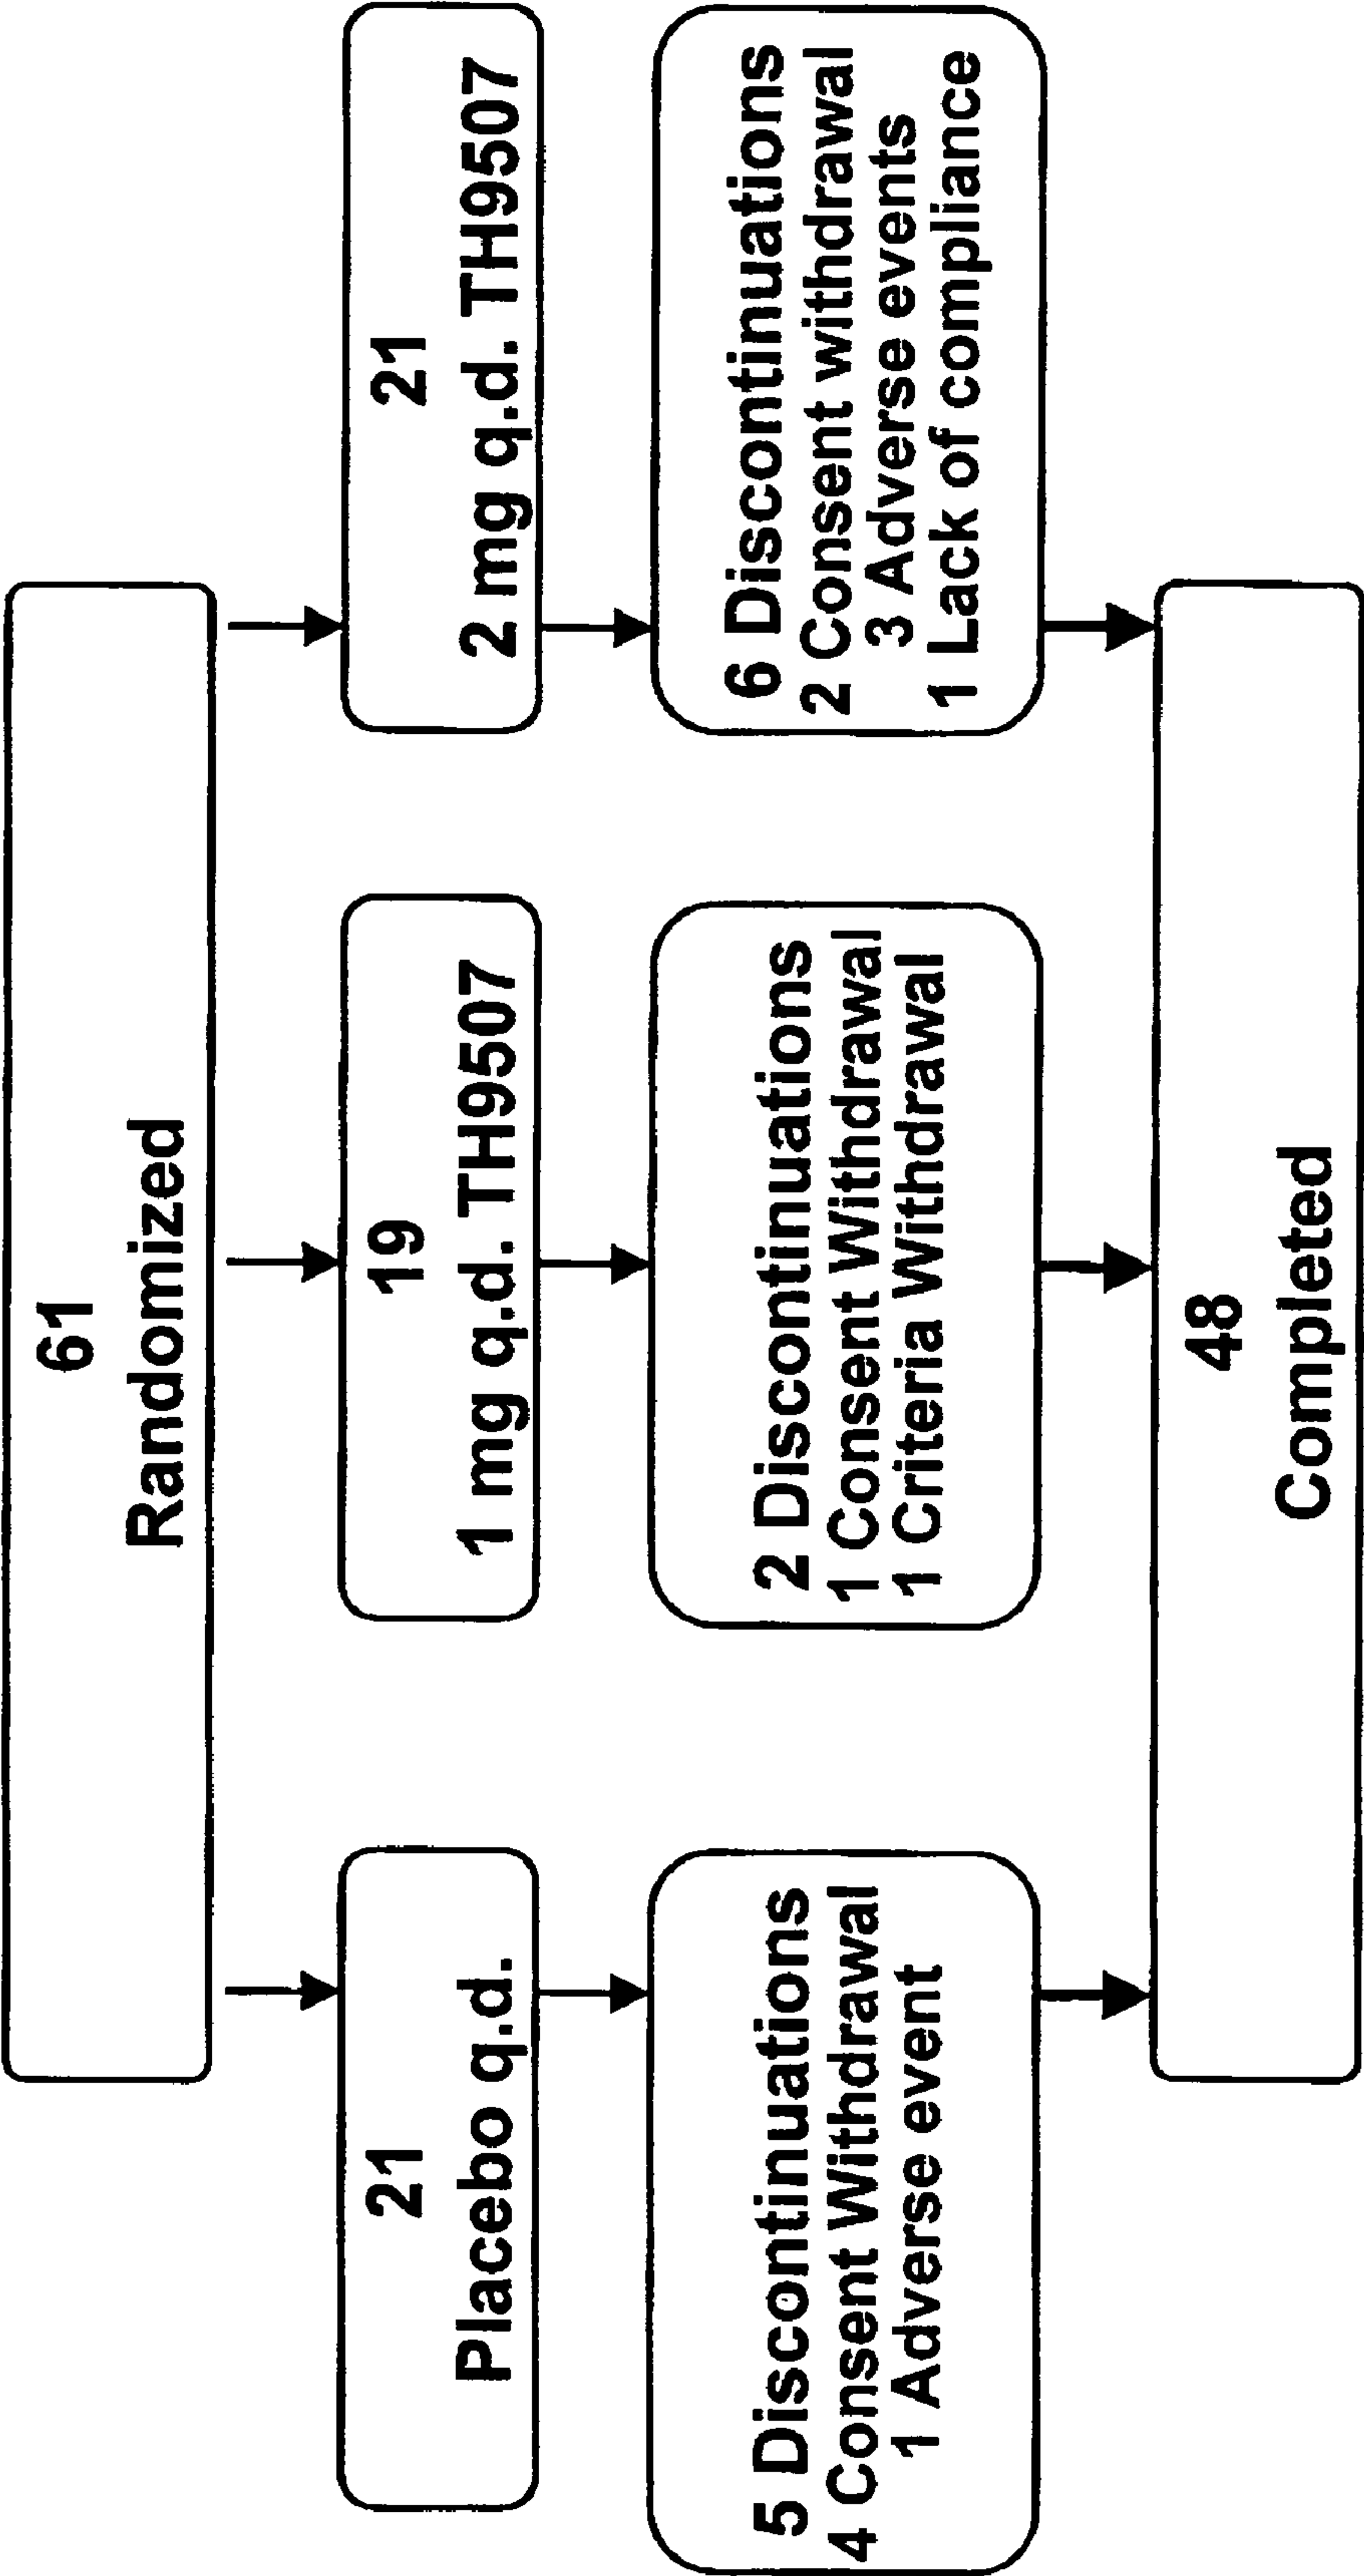 61
Randomized
21
Placebo q.d.
19
1 mg q.d. TH9507
21
2 mg q.d. TH9507
5 Discontinuations
4 Consent Withdrawal
1 Adverse event
2 Discontinuations
1 Consent Withdrawal
1 Criteria Withdrawal
6 Discontinuations
2 Consent withdrawal
3 Adverse events
1 Lack of compliance
48
Completed